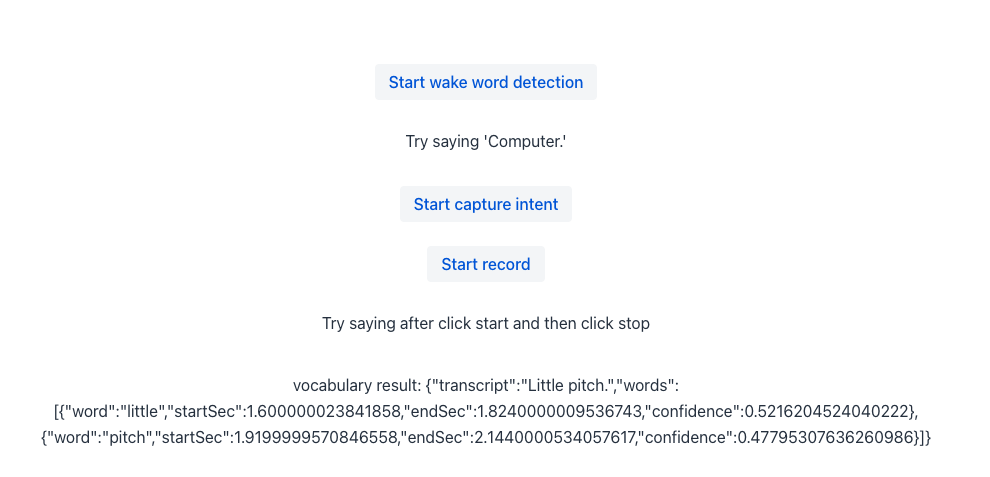 Start wake word detection
Try saying 'Computer.'
Start capture intent
Start record
Try saying after click start and then click stop
vocabulary result: {"transcript":"Little pitch.","words":
[{"word":"little","startSec":1.600000023841858,"endSec":1.8240000009536743,"confidence":0.5216204524040222},
{"word":"pitch","startSec":1.9199999570846558,"endSec":2.1440000534057617,"confidence":0.47795307636260986}]}